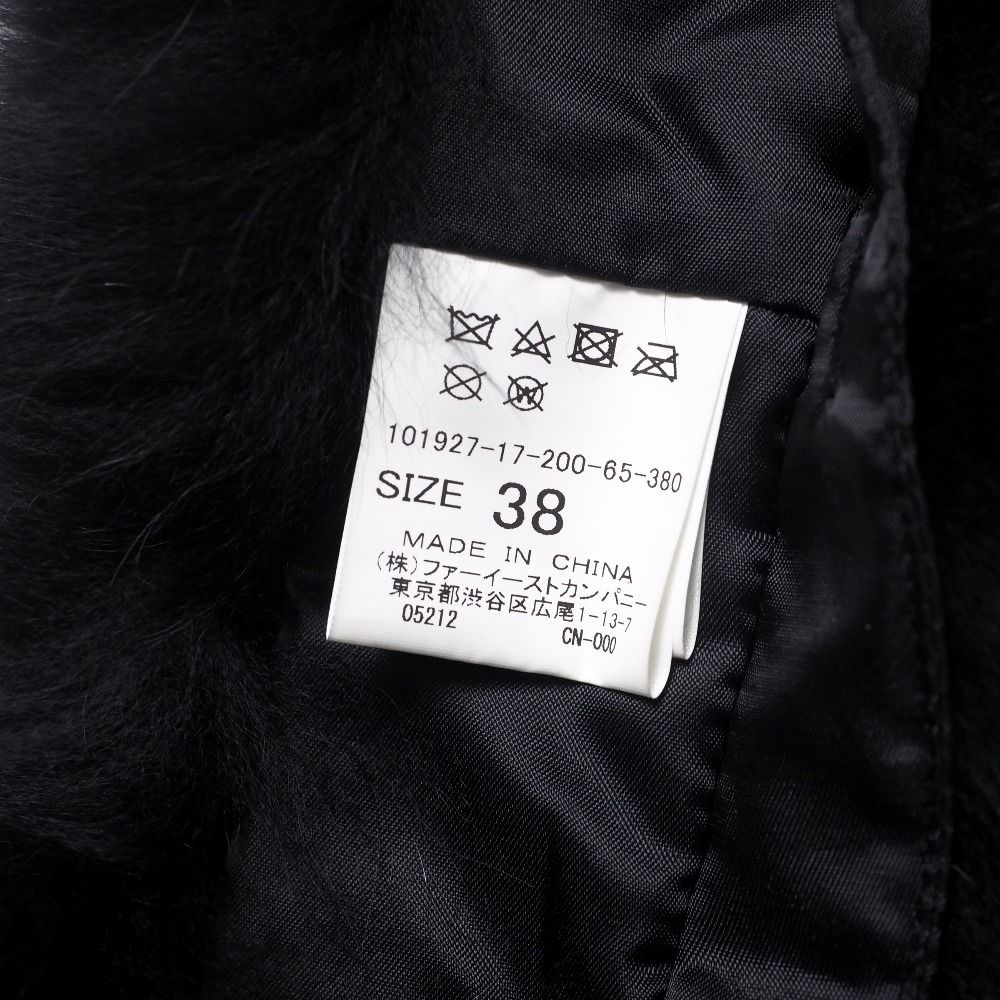 101927-17-200-65-380
SIZE 38
MADE IN CHINA
(株)ファーイーストカンパニー
東京都渋谷区広尾1-13-7
05212 CN-000